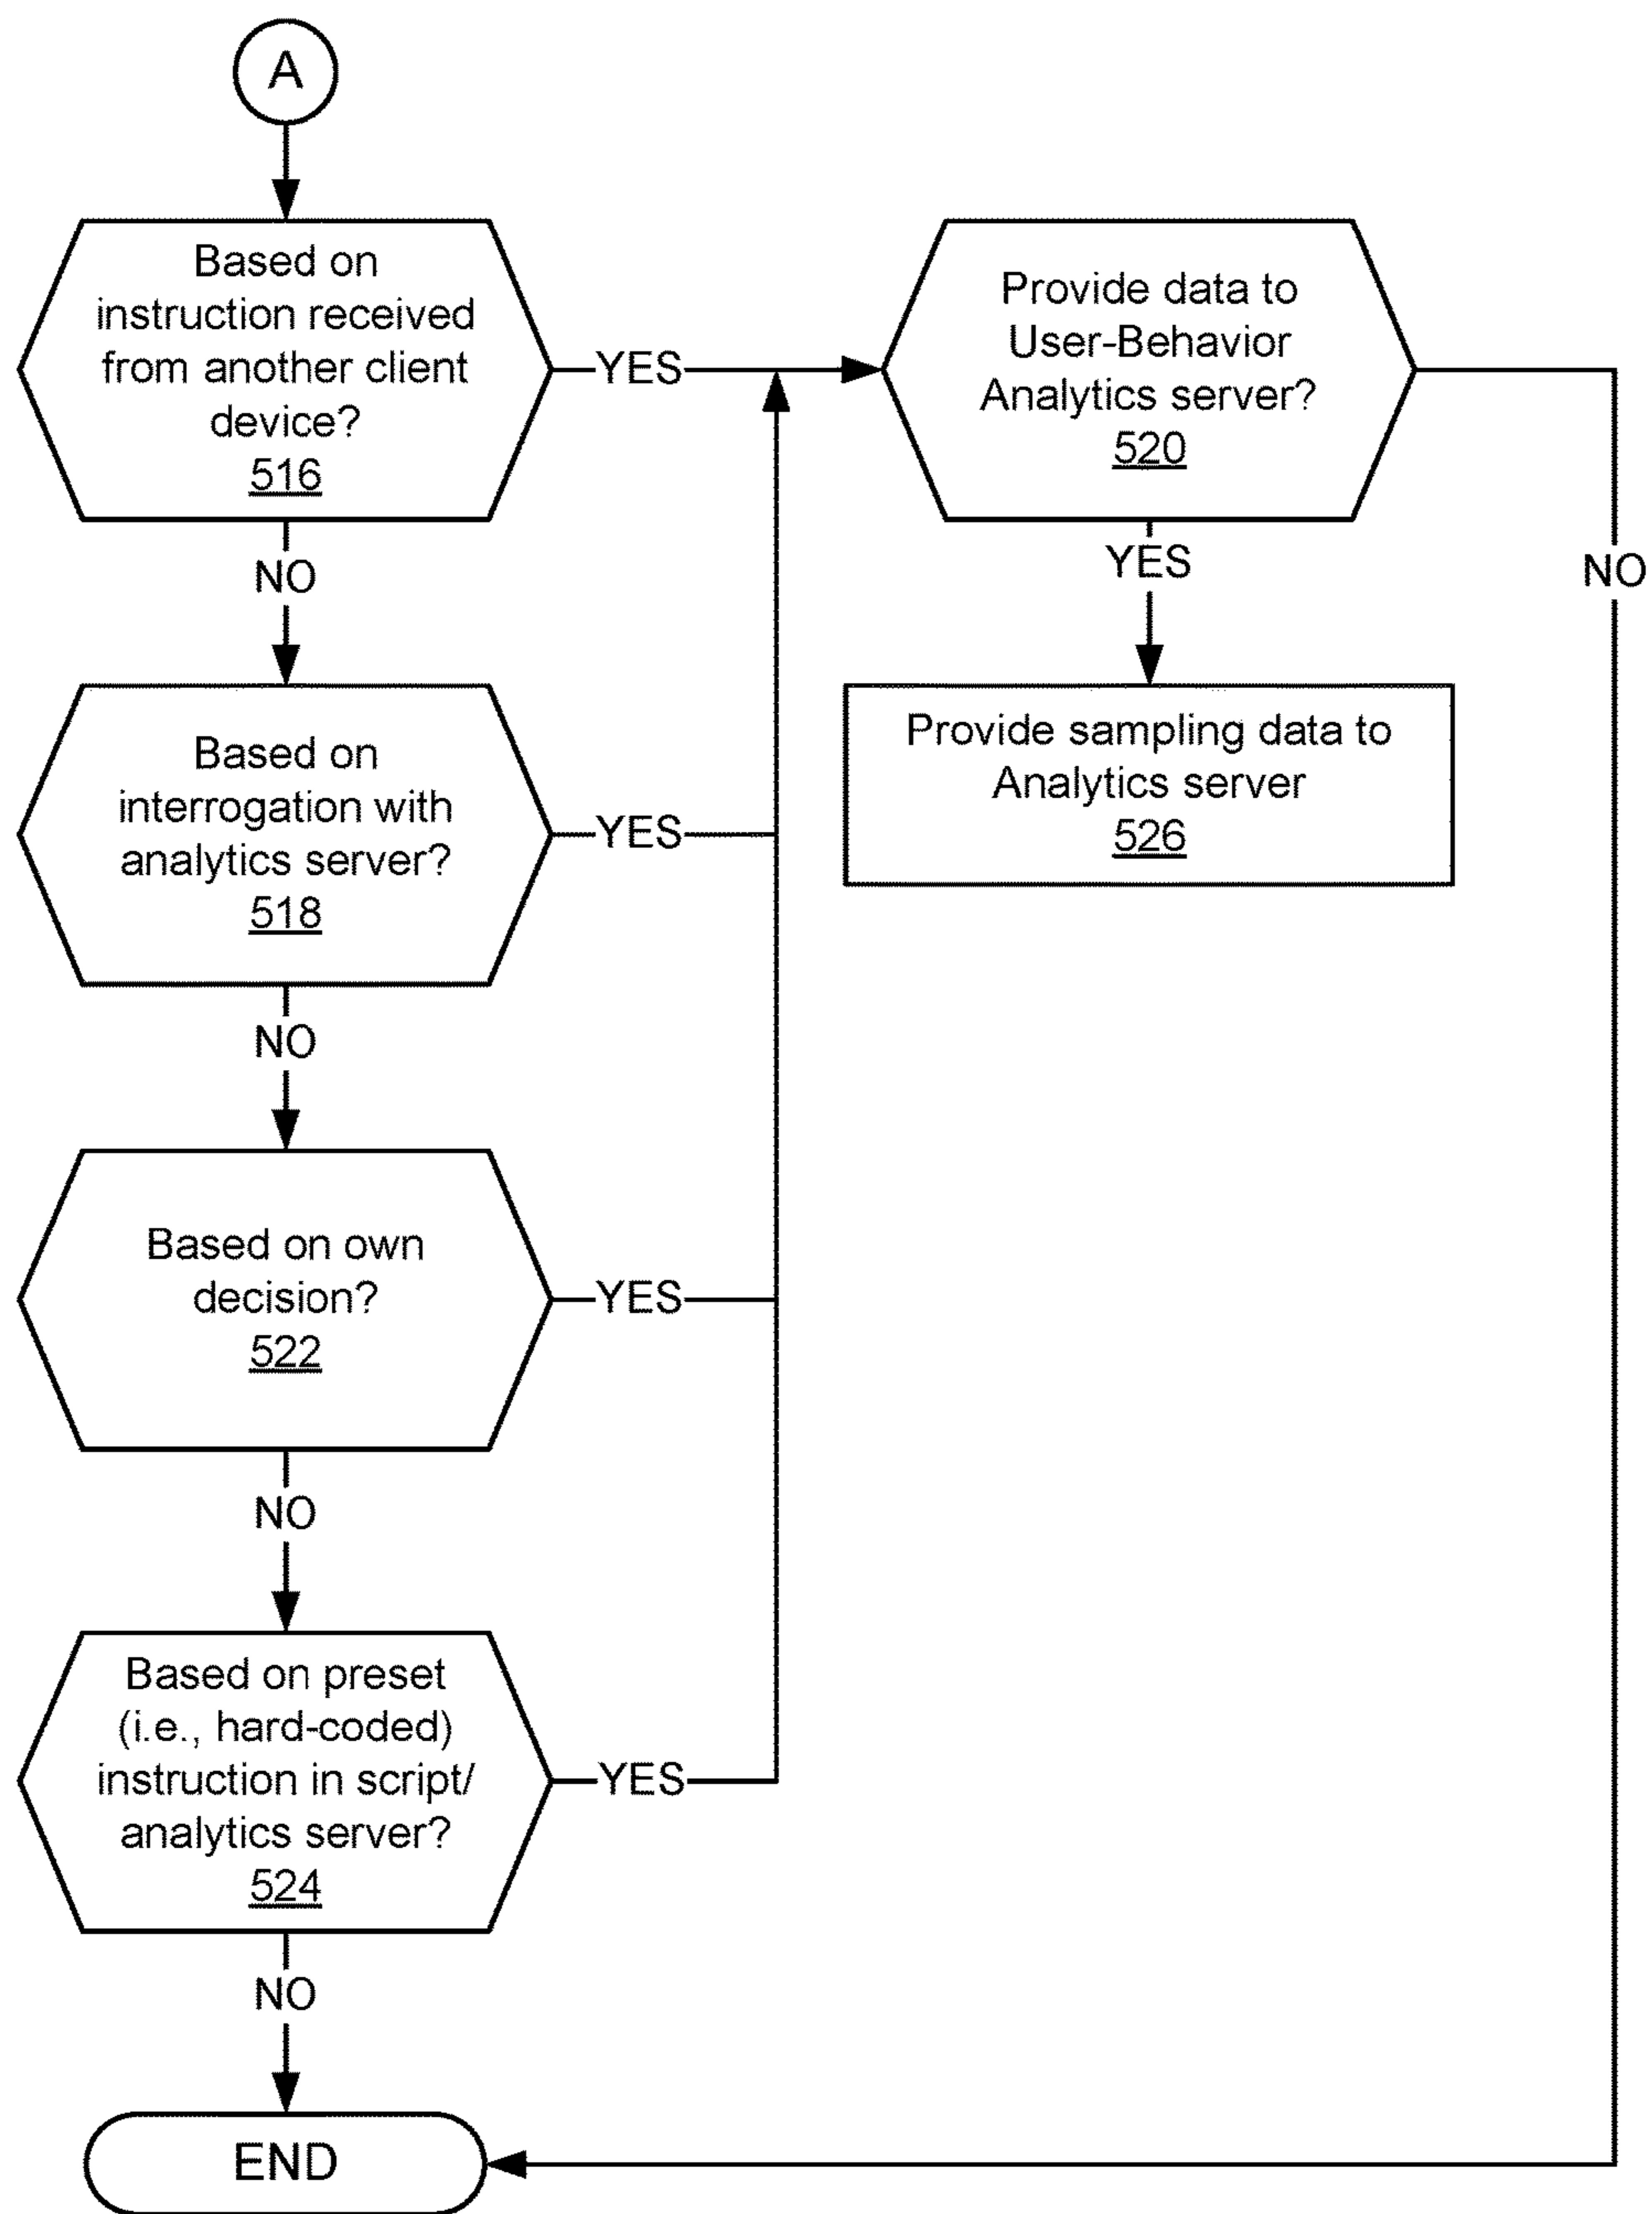 A
Based on
instruction received
from another client
device?
516
YES
NO
Provide data to
User-Behavior
Analytics server?
520
YES
NO
Provide sampling data to
Analytics server
526
Based on
interrogation with
analytics server?
518
YES
NO
Based on own
decision?
522
YES
NO
Based on preset
(i.e., hard-coded)
instruction in script/
analytics server?
524
YES
NO
END